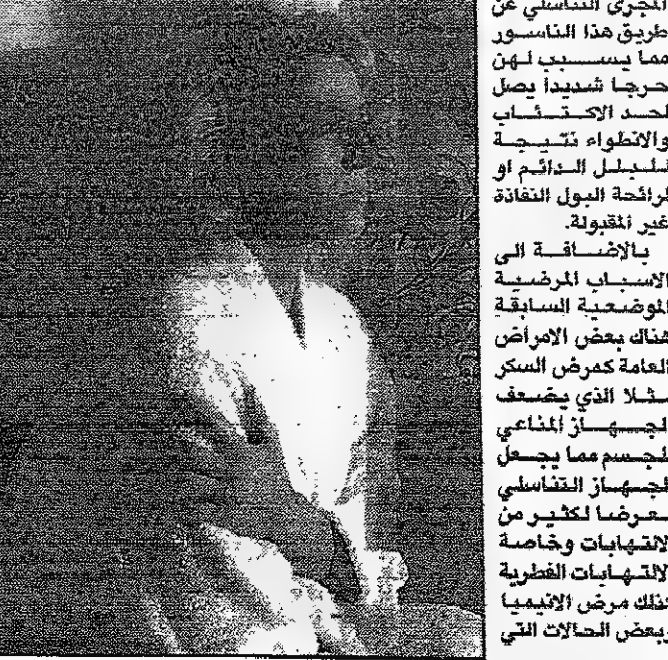 المجرى التناسلي عن
طريق هذا الناسور
مما يسبب لهن
حرجا شديدا يصل
لحد الاكتئاب
والانطواء نتيجة
للبلل الدائم او
لرائحة البول النفاذة
غير المقبولة.
بالاضافة الى
الاسباب المرضية
الموضعية السابقة
هناك بعض الامراض
العامة كمرض السكر
مثلا الذي يضعف
الجهاز المناعي
للجسم مما يجعل
الجهاز التناسلي
معرضا لكثير من
الالتهابات وخاصة
الالتهابات الفطرية
كذلك مرض الانيميا
وبعض الحالات التي